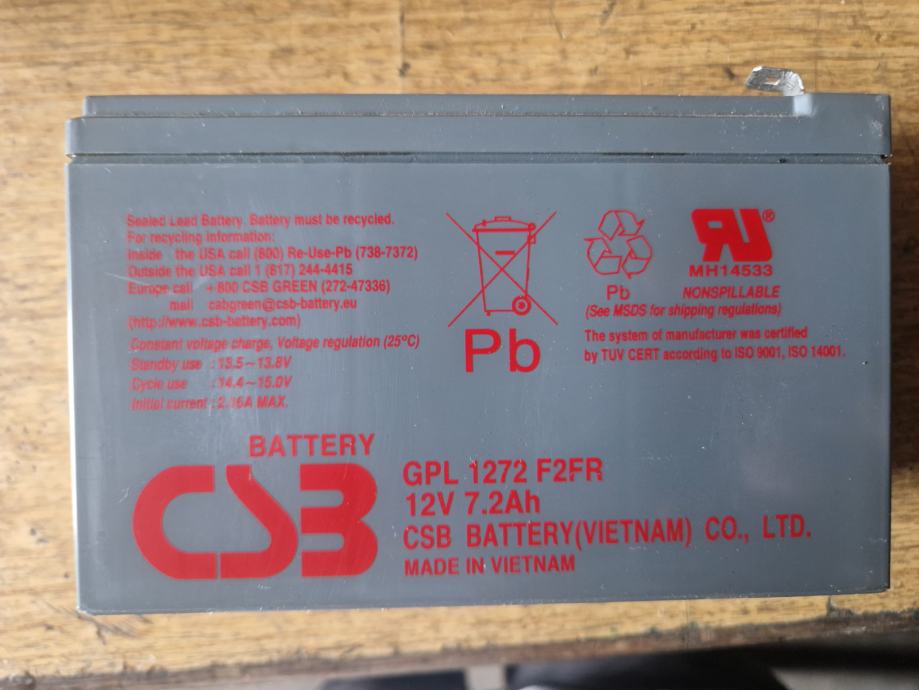 Sealed Lead Battery. Battery must be recycled.
For recycling information:
Inside the USA call (800) Re-Use-Pb (738-7372)
Outside the USA call 1 (817) 244-4415
Europe call +800 CSB GREEN (272-47336)
mail cabgreen@csb-battery.eu
(http://www.csb-battery.com)
Constant voltage charge, Voltage regulation (25°C)
Standby use : 13.5~13.8V
Cycle use : 14.4~15.0V
Initial current : 2.16A MAX.
Pb
Pb
RU®
MH14533
NONSPILLABLE
(See MSDS for shipping regulations)
The system of manufacturer was certified
by TUV CERT according to ISO 9001, ISO 14001.
BATTERY
CSB
GPL 1272 F2FR
12V 7.2Ah
CSB BATTERY(VIETNAM) CO., LTD.
MADE IN VIETNAM